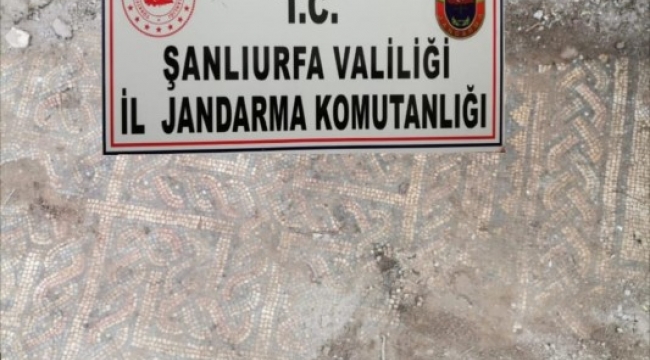 T.C.
ŞANLIURFA VALİLİĞİ
İL JANDARMA KOMUTANLIĞI